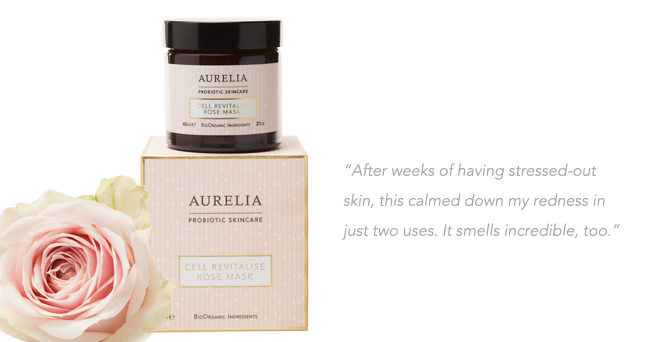 AURELIA
PROBIOTIC SKINCARE
CELL REVITALISE
ROSE MASK
60ml ℮ BioOrganic Ingredients 2fl oz
AURELIA
PROBIOTIC SKINCARE
CELL REVITALISE
ROSE MASK
℮ BioOrganic Ingredients
“After weeks of having stressed-out
skin, this calmed down my redness in
just two uses. It smells incredible, too.”